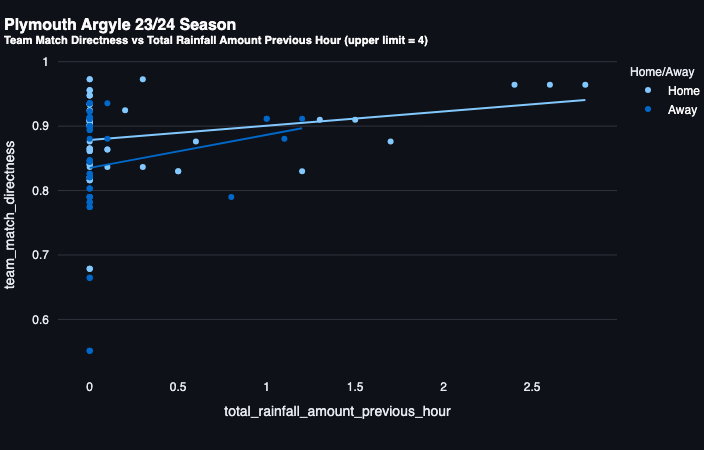 Plymouth Argyle 23/24 Season
Team Match Directness vs Total Rainfall Amount Previous Hour (upper limit = 4)
Home/Away
Home
Away
team_match_directness
1
0.9
0.8
0.7
0.6
0
0.5
1
1.5
2
2.5
total_rainfall_amount_previous_hour